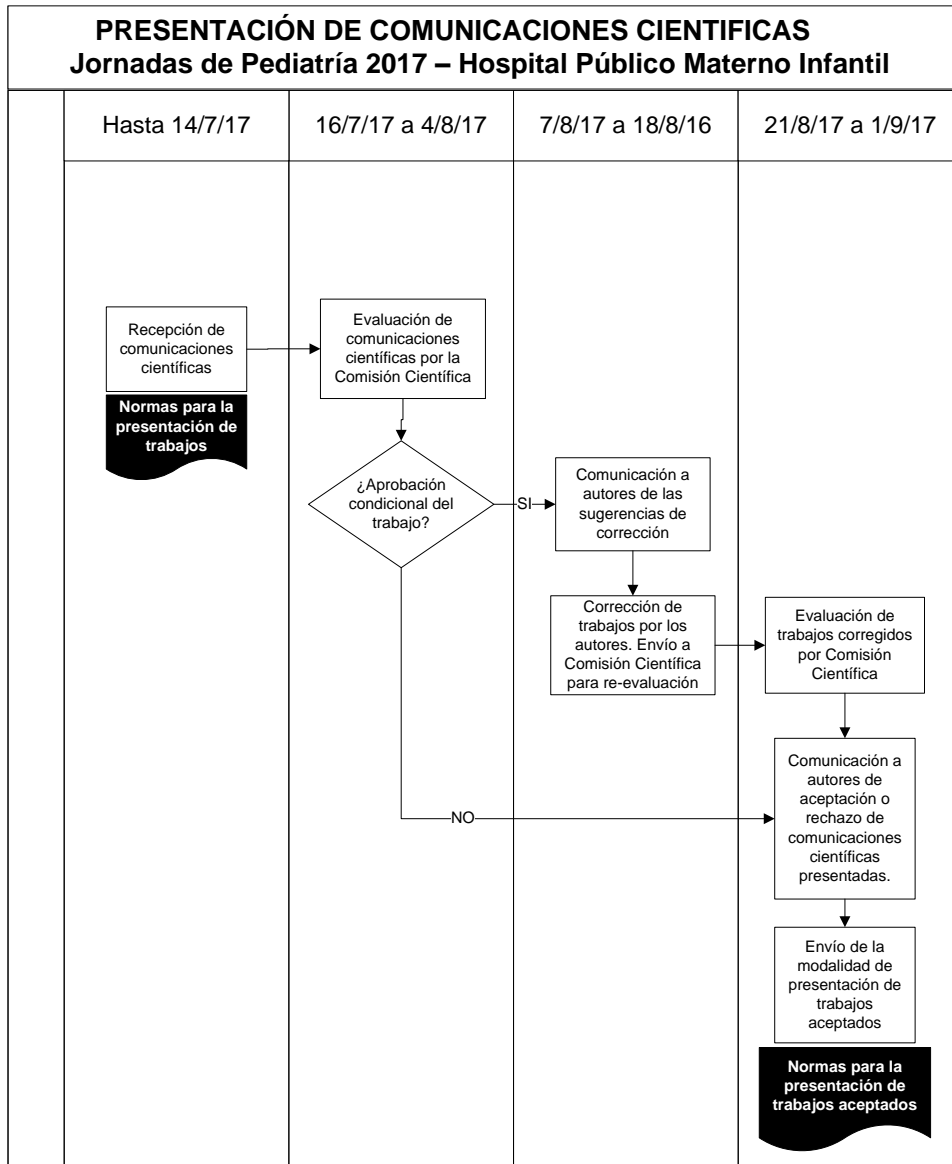 PRESENTACIÓN DE COMUNICACIONES CIENTIFICAS
Jornadas de Pediatría 2017 – Hospital Público Materno Infantil
Hasta 14/7/17
16/7/17 a 4/8/17
7/8/17 a 18/8/16
21/8/17 a 1/9/17
Recepción de
comunicaciones
científicas
Normas para la
presentación de
trabajos
Evaluación de
comunicaciones
científicas por la
Comisión Científica
¿Aprobación
condicional del
trabajo?
SI
Comunicación a
autores de las
sugerencias de
corrección
Corrección de
trabajos por los
autores. Envío a
Comisión Científica
para re-evaluación
Evaluación de
trabajos corregidos
por Comisión
Científica
NO
Comunicación a
autores de
aceptación o
rechazo de
comunicaciones
científicas
presentadas.
Envío de la
modalidad de
presentación de
trabajos
aceptados
Normas para la
presentación de
trabajos aceptados